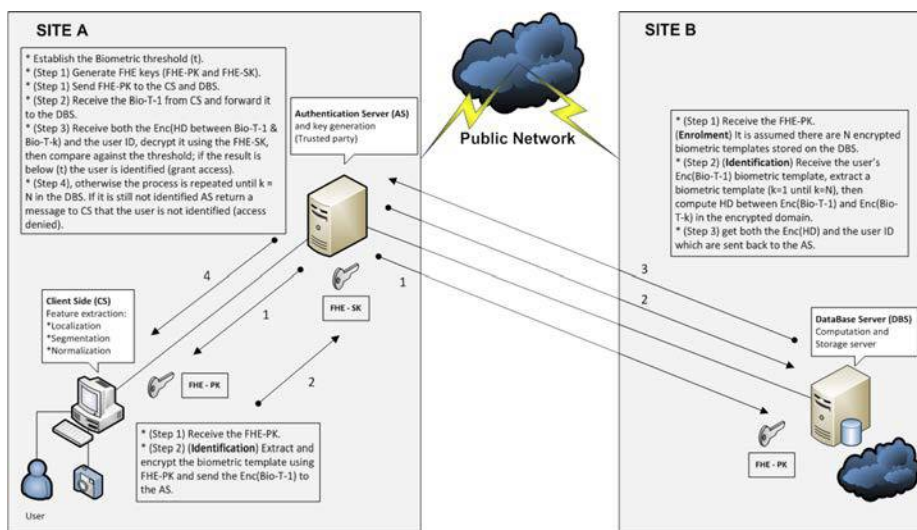 SITE A
* Establish the Biometric threshold (t).
* (Step 1) Generate FHE keys (FHE-PK and FHE-SK).
* (Step 1) Send FHE-PK to the CS and DBS.
* (Step 2) Receive the Bio-T-1 from CS and forward it
to the DBS.
* (Step 3) Receive both the Enc(HD between Bio-T-1 &
Bio-T-k) and the user ID, decrypt it using the FHE-SK,
then compare against the threshold; if the result is
below (t) the user is identified (grant access).
* (Step 4), otherwise the process is repeated until k =
N in the DBS. If it is still not identified AS return a
message to CS that the user is not identified (access
denied).
Authentication Server (AS)
and key generation
(Trusted party)
Public Network
SITE B
* (Step 1) Receive the FHE-PK.
(Enrolment) It is assumed there are N encrypted
biometric templates stored on the DBS.
* (Step 2) (Identification) Receive the user's
Enc(Bio-T-1) biometric template, extract a
biometric template (k=1 until k=N), then
compute HD between Enc(Bio-T-1) and Enc(Bio-
T-k) in the encrypted domain.
* (Step 3) get both the Enc(HD) and the user ID
which are sent back to the AS.
4
1
2
FHE - SK
1
3
2
Client Side (CS)
Feature extraction:
*Localization
*Segmentation
*Normalization
FHE - PK
DataBase Server (DBS)
Computation and
Storage server
* (Step 1) Receive the FHE-PK.
* (Step 2) (Identification) Extract and
encrypt the biometric template using
FHE-PK and send the Enc(Bio-T-1) to
the AS.
FHE - PK
User